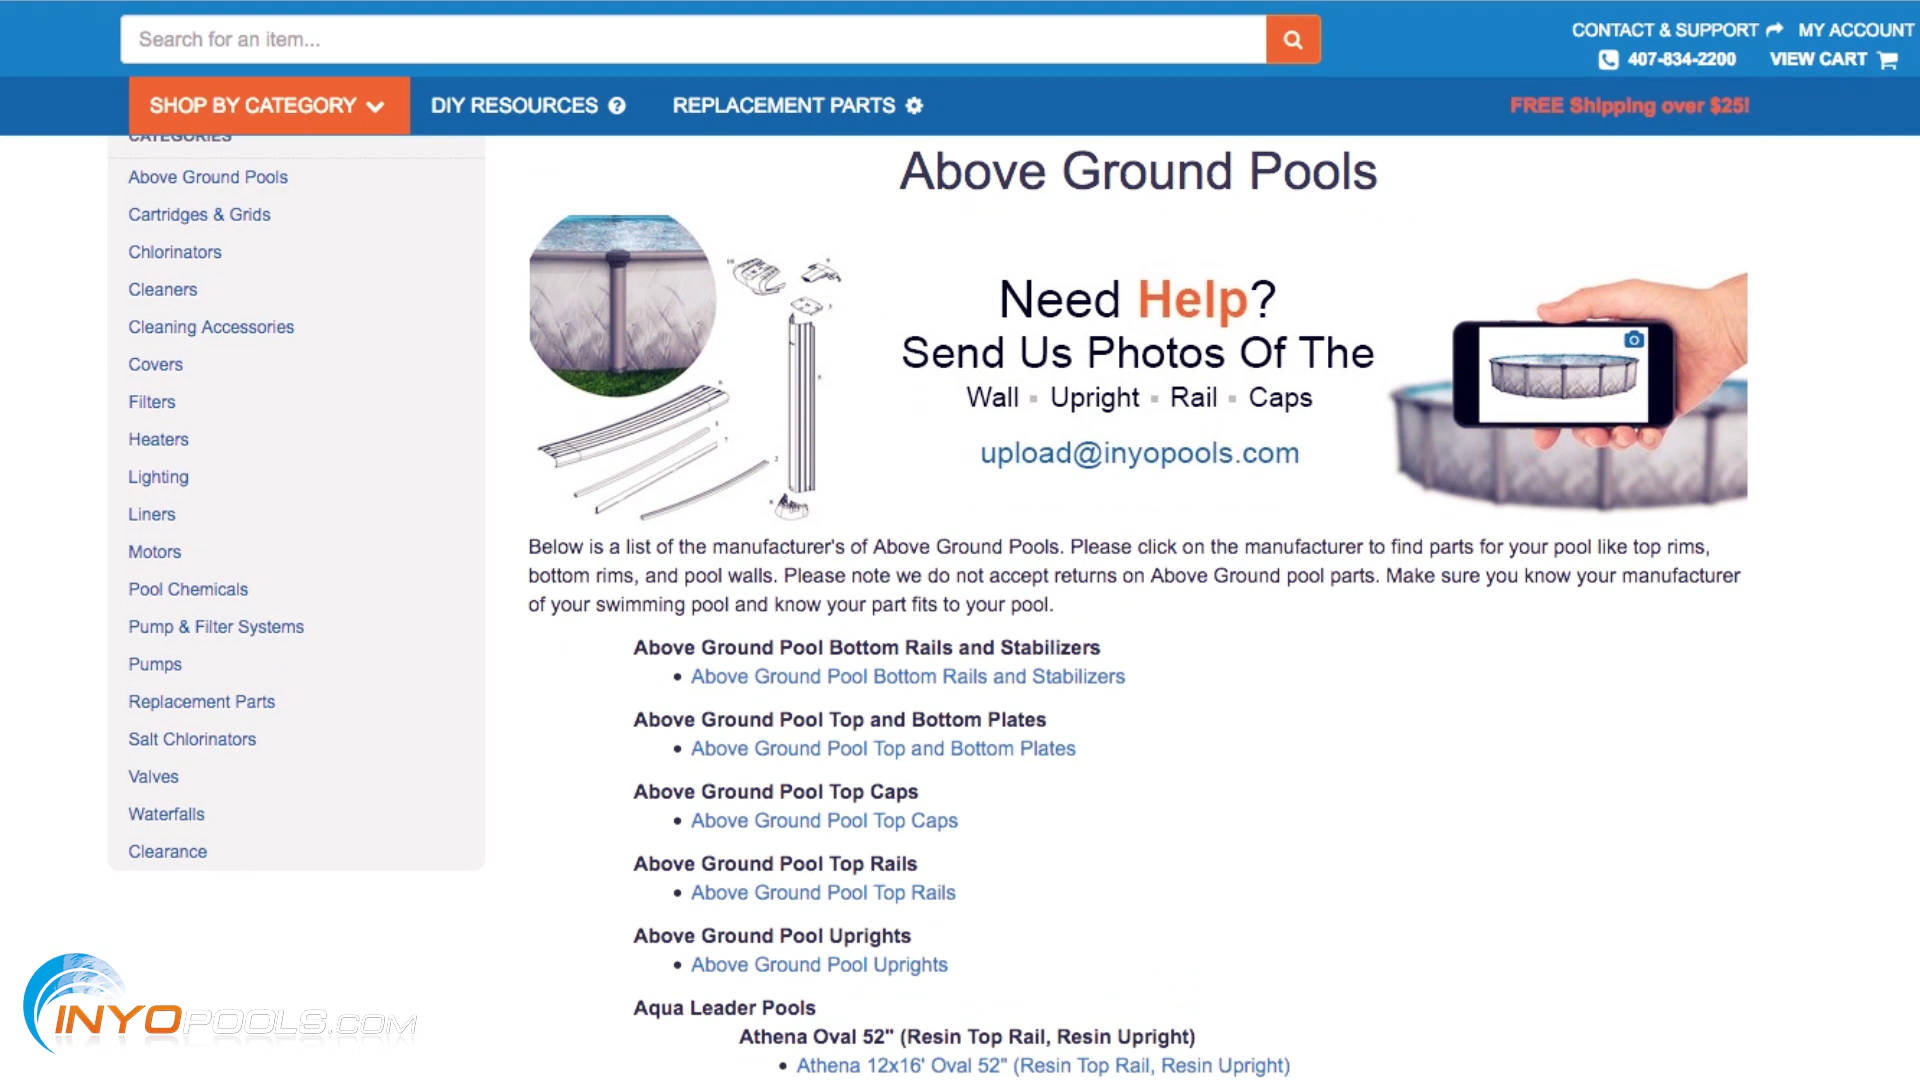 Search for an item...
CONTACT & SUPPORT MY ACCOUNT
407-834-2200 VIEW CART
SHOP BY CATEGORY DIY RESOURCES REPLACEMENT PARTS FREE Shipping over $25!
CATEGORIES
Above Ground Pools
Cartridges & Grids
Chlorinators
Cleaners
Cleaning Accessories
Covers
Filters
Heaters
Lighting
Liners
Motors
Pool Chemicals
Pump & Filter Systems
Pumps
Replacement Parts
Salt Chlorinators
Valves
Waterfalls
Clearance
Above Ground Pools
Need Help?
Send Us Photos Of The
Wall ▪ Upright ▪ Rail ▪ Caps
upload@inyopools.com
Below is a list of the manufacturer's of Above Ground Pools. Please click on the manufacturer to find parts for your pool like top rims,
bottom rims, and pool walls. Please note we do not accept returns on Above Ground pool parts. Make sure you know your manufacturer
of your swimming pool and know your part fits to your pool.
Above Ground Pool Bottom Rails and Stabilizers
• Above Ground Pool Bottom Rails and Stabilizers
Above Ground Pool Top and Bottom Plates
• Above Ground Pool Top and Bottom Plates
Above Ground Pool Top Caps
• Above Ground Pool Top Caps
Above Ground Pool Top Rails
• Above Ground Pool Top Rails
Above Ground Pool Uprights
• Above Ground Pool Uprights
Aqua Leader Pools
Athena Oval 52" (Resin Top Rail, Resin Upright)
• Athena 12x16' Oval 52" (Resin Top Rail, Resin Upright)
INYOPOOLS.COM